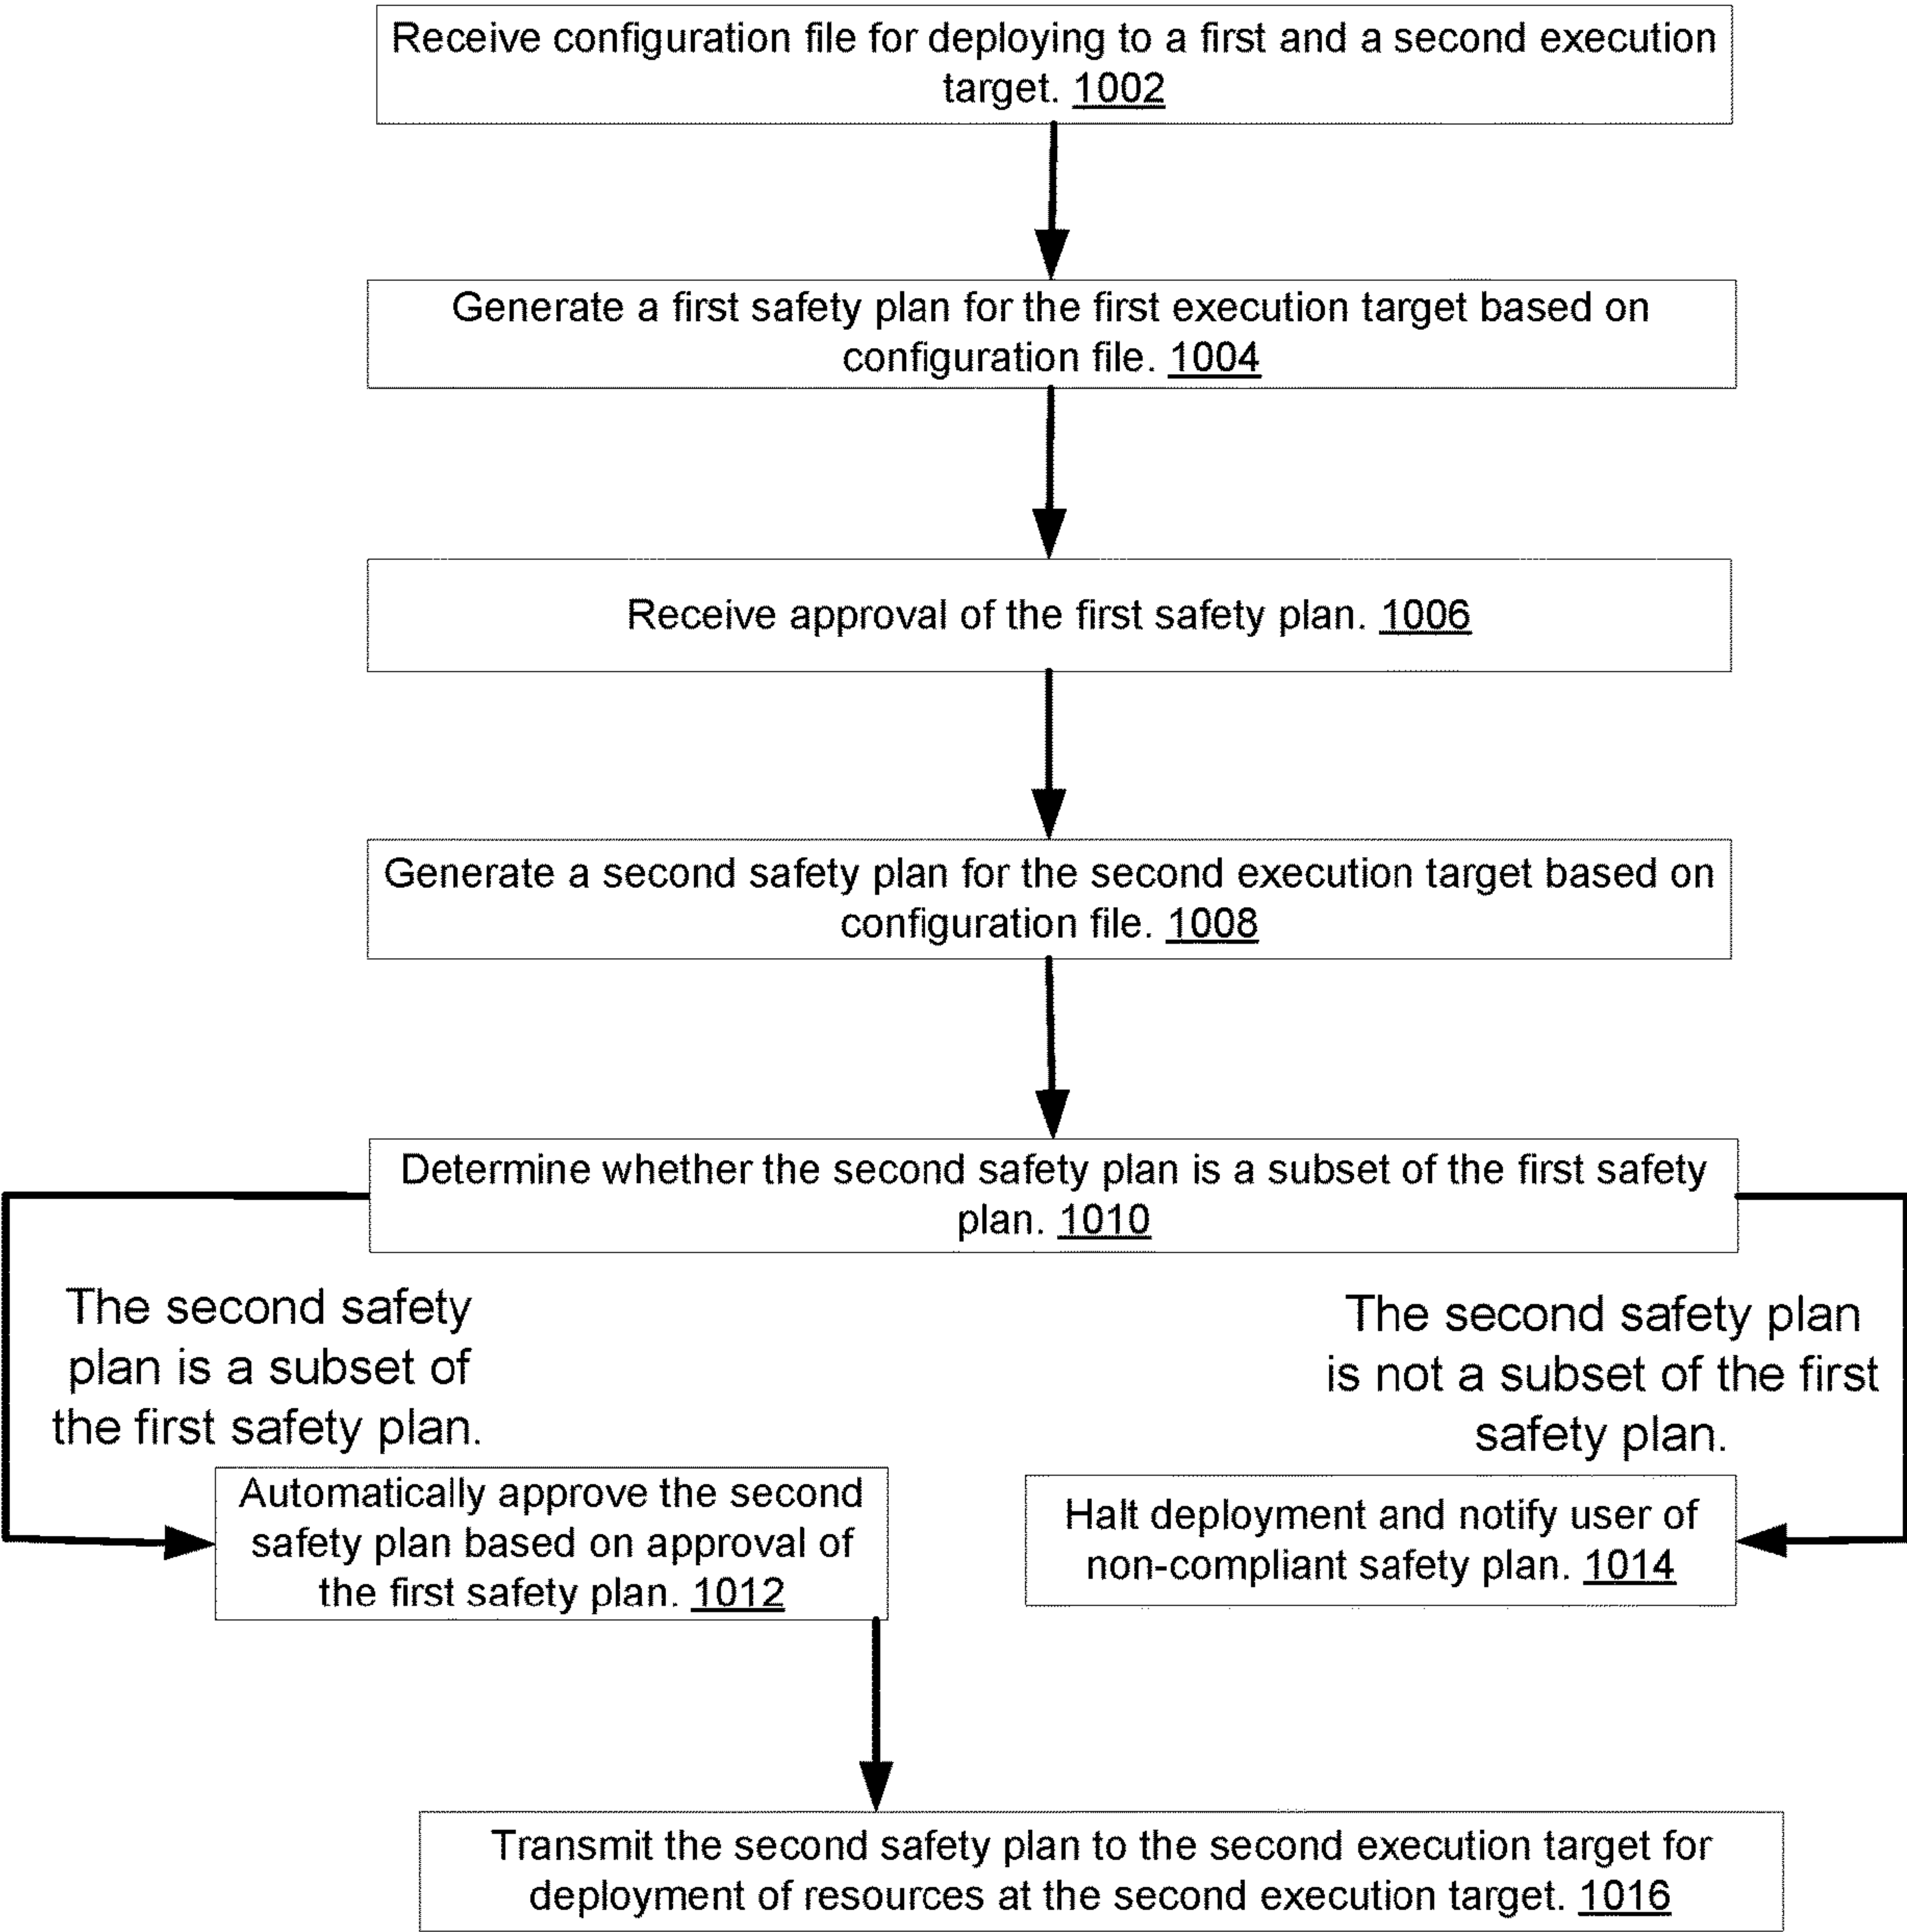 Receive configuration file for deploying to a first and a second execution
target. 1002
Generate a first safety plan for the first execution target based on
configuration file. 1004
Receive approval of the first safety plan. 1006
Generate a second safety plan for the second execution target based on
configuration file. 1008
Determine whether the second safety plan is a subset of the first safety
plan. 1010
The second safety
plan is a subset of
the first safety plan.
The second safety plan
is not a subset of the first
safety plan.
Automatically approve the second
safety plan based on approval of
the first safety plan. 1012
Halt deployment and notify user of
non-compliant safety plan. 1014
Transmit the second safety plan to the second execution target for
deployment of resources at the second execution target. 1016